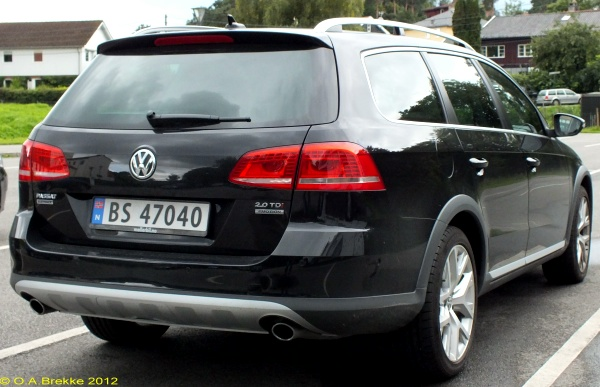 PASSAT
N BS 47040
2.0 TDI
© O.A.Brekke 2012